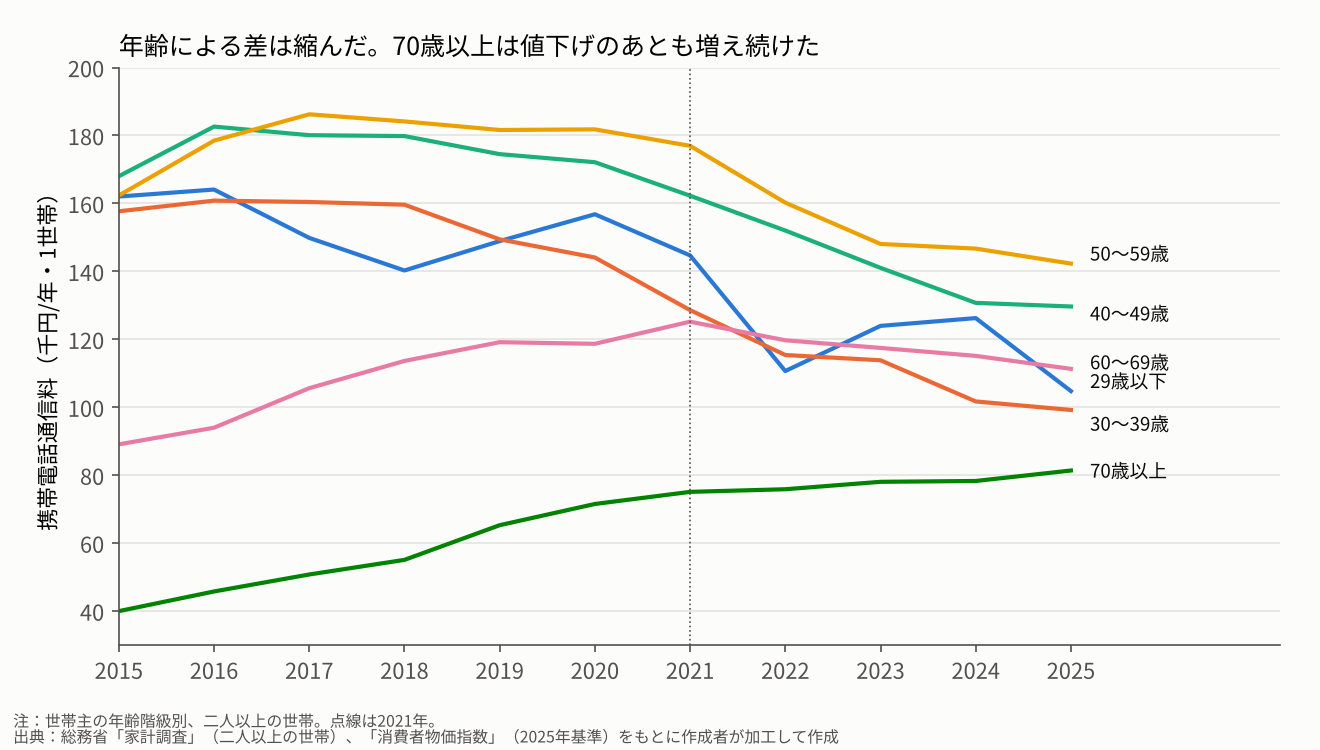 年齢による差は縮んだ。70歳以上は値下げのあとも増え続けた
携帯電話通信料（千円/年・1世帯）
200
180
160
140
120
100
80
60
40
2015 2016 2017 2018 2019 2020 2021 2022 2023 2024 2025
50〜59歳
40〜49歳
60〜69歳
29歳以下
30〜39歳
70歳以上
注：世帯主の年齢階級別、二人以上の世帯。点線は2021年。
出典：総務省「家計調査」（二人以上の世帯）、「消費者物価指数」（2025年基準）をもとに作成者が加工して作成